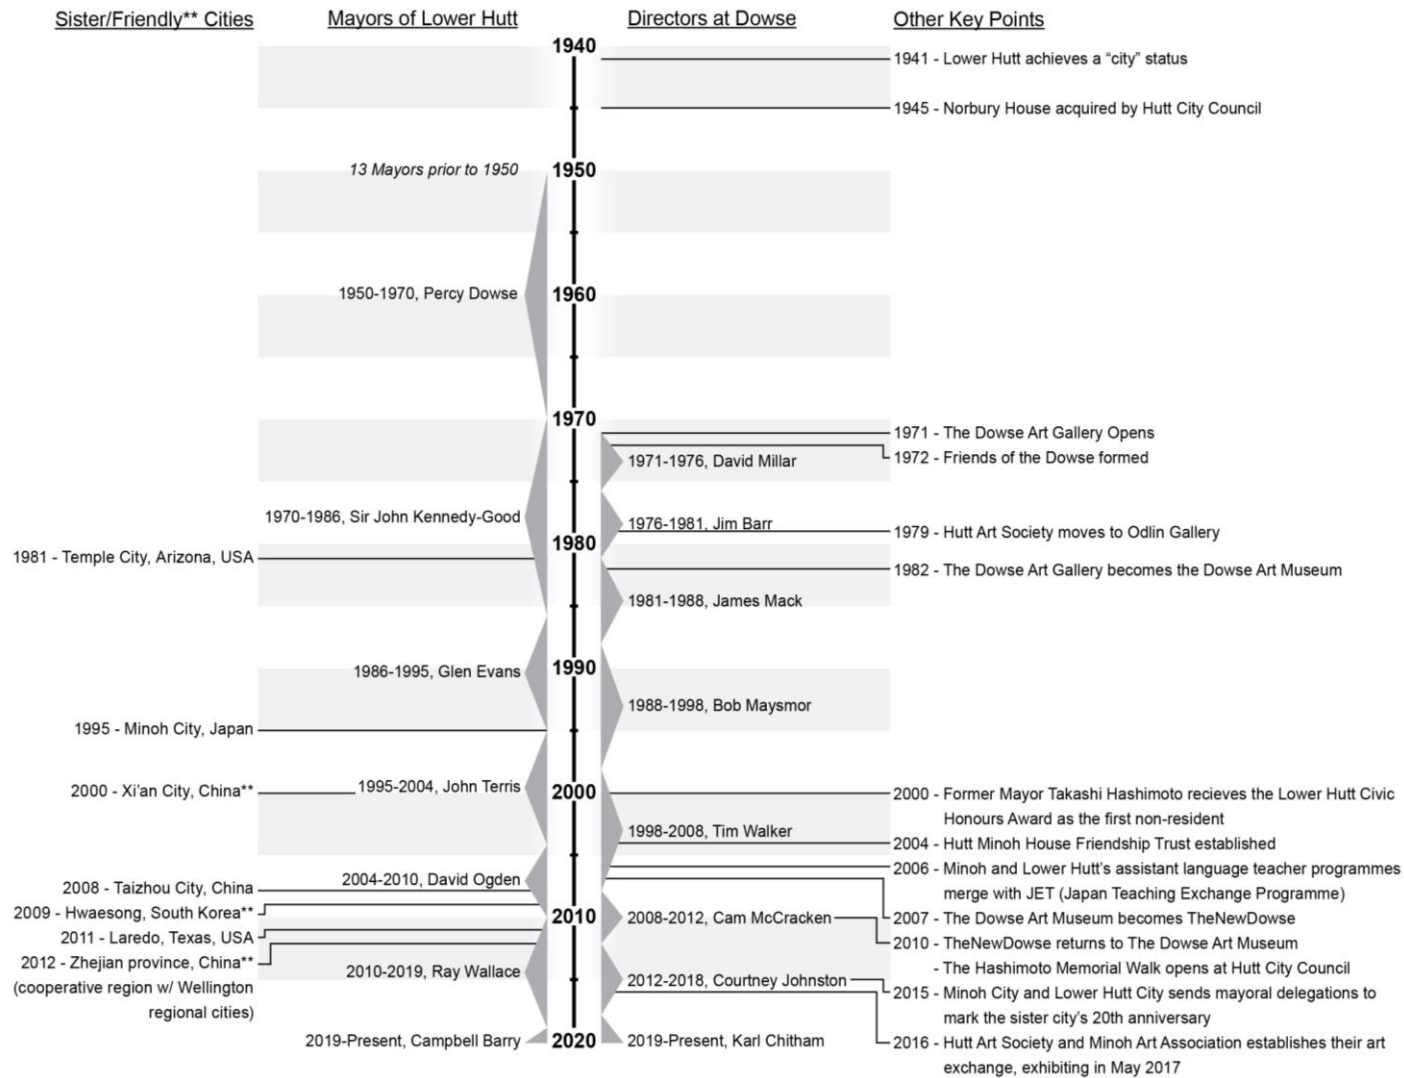 Sister/Friendly** Cities
Mayors of Lower Hutt
Directors at Dowse
Other Key Points
1940
1941 - Lower Hutt achieves a “city” status
1945 - Norbury House acquired by Hutt City Council
13 Mayors prior to 1950
1950
1950-1970, Percy Dowse
1960
1970
1971 - The Dowse Art Gallery Opens
1971-1976, David Millar
1972 - Friends of the Dowse formed
1970-1986, Sir John Kennedy-Good
1976-1981, Jim Barr
1979 - Hutt Art Society moves to Odlin Gallery
1980
1981 - Temple City, Arizona, USA
1982 - The Dowse Art Gallery becomes the Dowse Art Museum
1981-1988, James Mack
1986-1995, Glen Evans
1990
1988-1998, Bob Maysmor
1995 - Minoh City, Japan
2000 - Xi’an City, China**
1995-2004, John Terris
2000
2000 - Former Mayor Takashi Hashimoto recieves the Lower Hutt Civic
Honours Award as the first non-resident
1998-2008, Tim Walker
2004 - Hutt Minoh House Friendship Trust established
2006 - Minoh and Lower Hutt’s assistant language teacher programmes
merge with JET (Japan Teaching Exchange Programme)
2004-2010, David Ogden
2008 - Taizhou City, China
2009 - Hwaesong, South Korea**
2010
2008-2012, Cam McCracken
2007 - The Dowse Art Museum becomes TheNewDowse
2011 - Laredo, Texas, USA
2010 - TheNewDowse returns to The Dowse Art Museum
- The Hashimoto Memorial Walk opens at Hutt City Council
2012 - Zhejian province, China**
(cooperative region w/ Wellington
regional cities)
2010-2019, Ray Wallace
2012-2018, Courtney Johnston
2015 - Minoh City and Lower Hutt City sends mayoral delegations to
mark the sister city’s 20th anniversary
2019-Present, Campbell Barry
2020
2019-Present, Karl Chitham
2016 - Hutt Art Society and Minoh Art Association establishes their art
exchange, exhibiting in May 2017